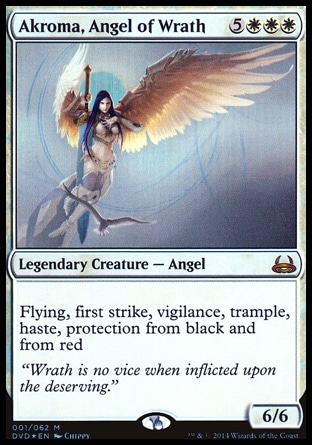 Akroma, Angel of Wrath 5
Legendary Creature — Angel
Flying, first strike, vigilance, trample,
haste, protection from black and
from red
“Wrath is no vice when inflicted upon
the deserving.”
6/6
001/062 M
DVD★EN Chippy
™ & © 2014 Wizards of the Coast